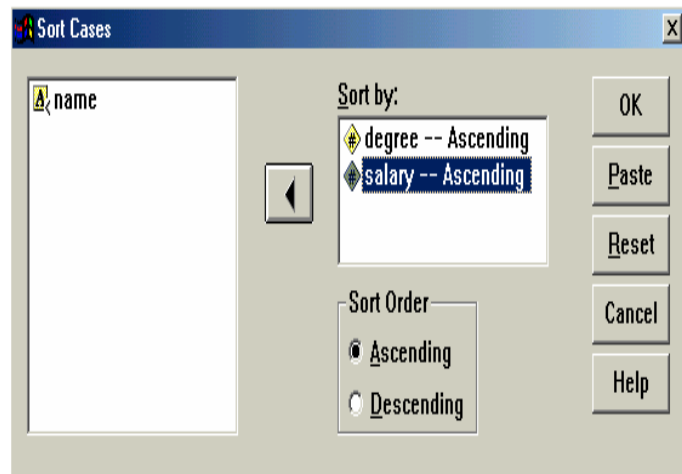 Sort Cases
name
Sort by:
degree -- Ascending
salary -- Ascending
Sort Order
Ascending
Descending
OK
Paste
Reset
Cancel
Help